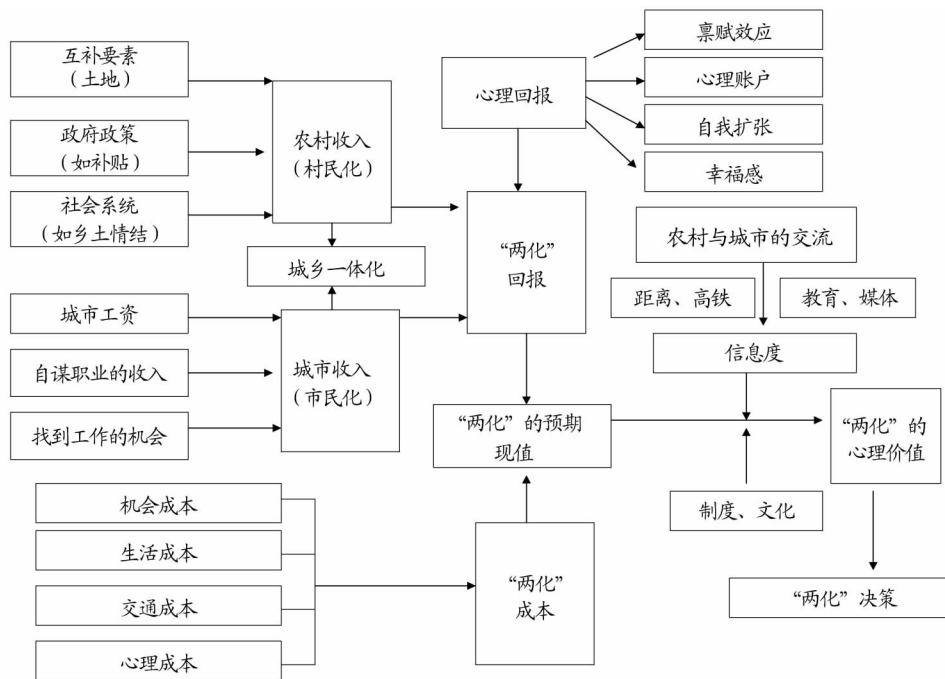 互补要素
（土地）
政府政策
（如补贴）
社会系统
（如乡土情结）
农村收入
（村民化）
城乡一体化
城市工资
自谋职业的收入
找到工作的机会
城市收入
（市民化）
心理回报
禀赋效应
心理账户
自我扩张
幸福感
“两化”
回报
农村与城市的交流
距离、高铁
教育、媒体
信息度
“两化”的预期
现值
“两化”的
心理价值
制度、文化
机会成本
生活成本
交通成本
心理成本
“两化”
成本
“两化”决策